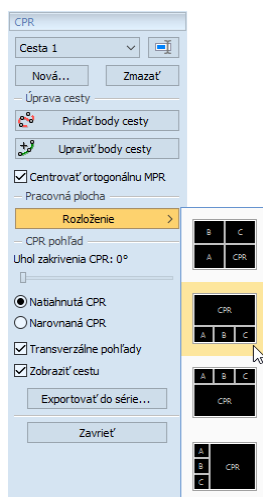 CPR
Cesta 1
Nová... Zmazať
Úprava cesty
Pridať body cesty
Upraviť body cesty
Centrovať ortogonálnu MPR
Pracovná plocha
Rozloženie >
CPR pohľad
Uhol zakrivenia CPR: 0°
Natiahnutá CPR
Narovnaná CPR
Transverzálne pohľady
Zobraziť cestu
Exportovať do série...
Zavrieť
B C
A CPR
CPR
A B C
A B C
CPR
A
B CPR
C